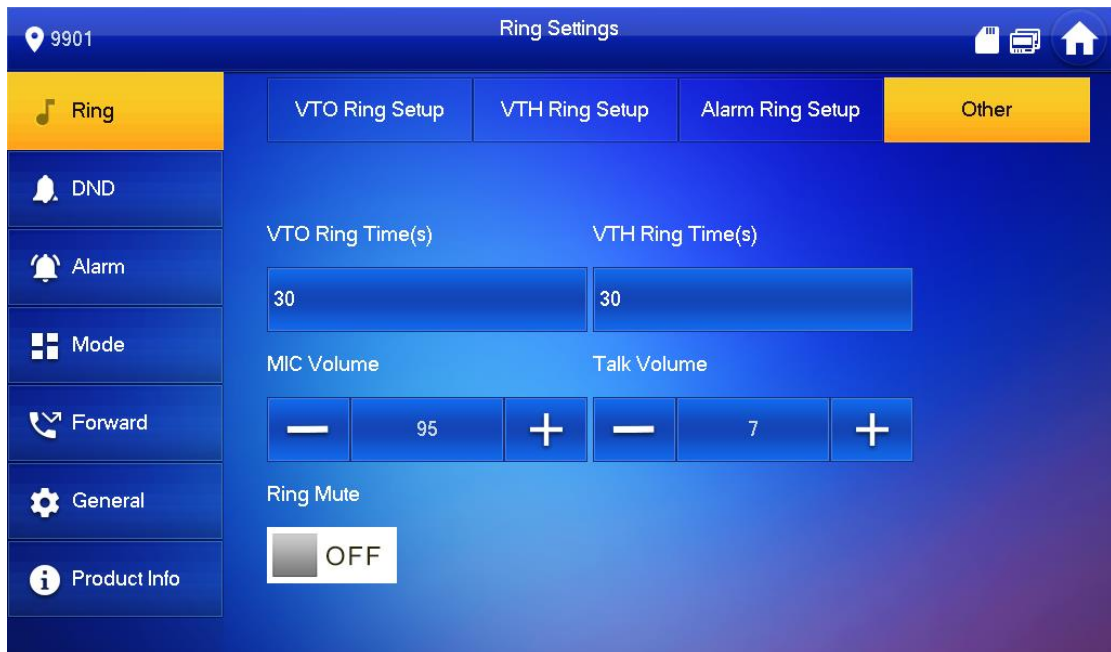 9901
Ring Settings
Ring
VTO Ring Setup
VTH Ring Setup
Alarm Ring Setup
Other
DND
Alarm
Mode
Forward
General
Product Info
VTO Ring Time(s)
VTH Ring Time(s)
30
30
MIC Volume
Talk Volume
95
7
Ring Mute
OFF